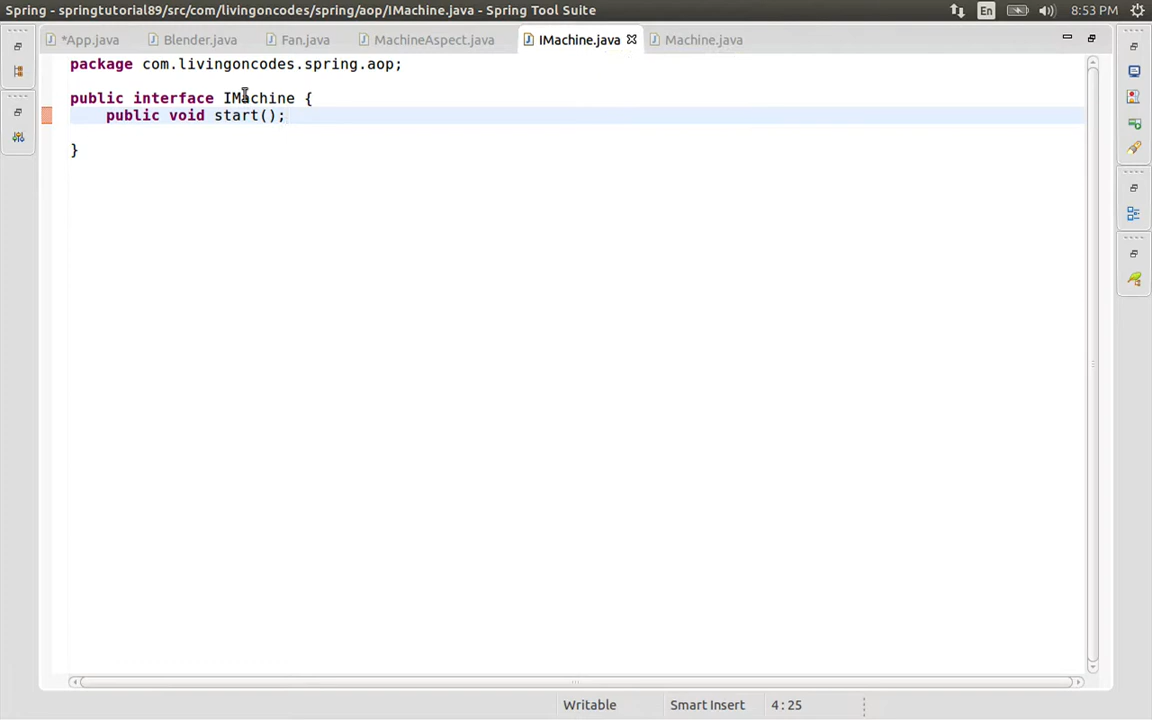 Spring - springtutorial89/src/com/livingoncodes/spring/aop/IMachine.java - Spring Tool Suite
En
8:53 PM
*App.java
Blender.java
Fan.java
MachineAspect.java
IMachine.java
Machine.java
package com.livingoncodes.spring.aop;
public interface IMachine {
public void start();
}
Writable
Smart Insert
4:25